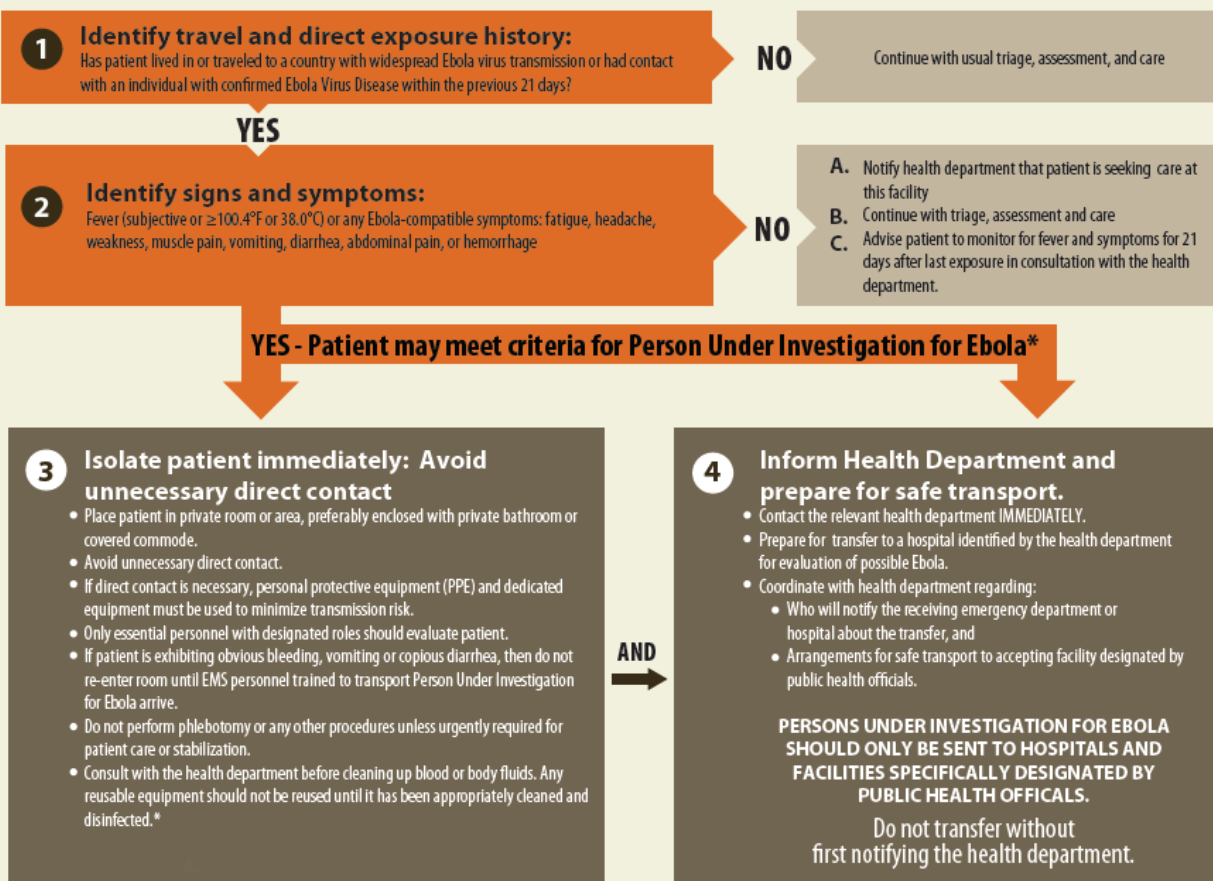 1
Identify travel and direct exposure history:
Has patient lived in or traveled to a country with widespread Ebola virus transmission or had contact
with an individual with confirmed Ebola Virus Disease within the previous 21 days?
NO
Continue with usual triage, assessment, and care
YES
2
Identify signs and symptoms:
Fever (subjective or ≥100.4°F or 38.0°C) or any Ebola-compatible symptoms: fatigue, headache,
weakness, muscle pain, vomiting, diarrhea, abdominal pain, or hemorrhage
NO
A. Notify health department that patient is seeking care at
this facility
B. Continue with triage, assessment and care
C. Advise patient to monitor for fever and symptoms for 21
days after last exposure in consultation with the health
department.
YES - Patient may meet criteria for Person Under Investigation for Ebola*
3
Isolate patient immediately: Avoid
unnecessary direct contact
• Place patient in private room or area, preferably enclosed with private bathroom or
covered commode.
• Avoid unnecessary direct contact.
• If direct contact is necessary, personal protective equipment (PPE) and dedicated
equipment must be used to minimize transmission risk.
• Only essential personnel with designated roles should evaluate patient.
• If patient is exhibiting obvious bleeding, vomiting or copious diarrhea, then do not
re-enter room until EMS personnel trained to transport Person Under Investigation
for Ebola arrive.
• Do not perform phlebotomy or any other procedures unless urgently required for
patient care or stabilization.
• Consult with the health department before cleaning up blood or body fluids. Any
reusable equipment should not be reused until it has been appropriately cleaned and
disinfected.*
AND
4
Inform Health Department and
prepare for safe transport.
• Contact the relevant health department IMMEDIATELY.
• Prepare for transfer to a hospital identified by the health department
for evaluation of possible Ebola.
• Coordinate with health department regarding:
• Who will notify the receiving emergency department or
hospital about the transfer, and
• Arrangements for safe transport to accepting facility designated by
public health officials.
PERSONS UNDER INVESTIGATION FOR EBOLA
SHOULD ONLY BE SENT TO HOSPITALS AND
FACILITIES SPECIFICALLY DESIGNATED BY
PUBLIC HEALTH OFFICALS.
Do not transfer without
first notifying the health department.